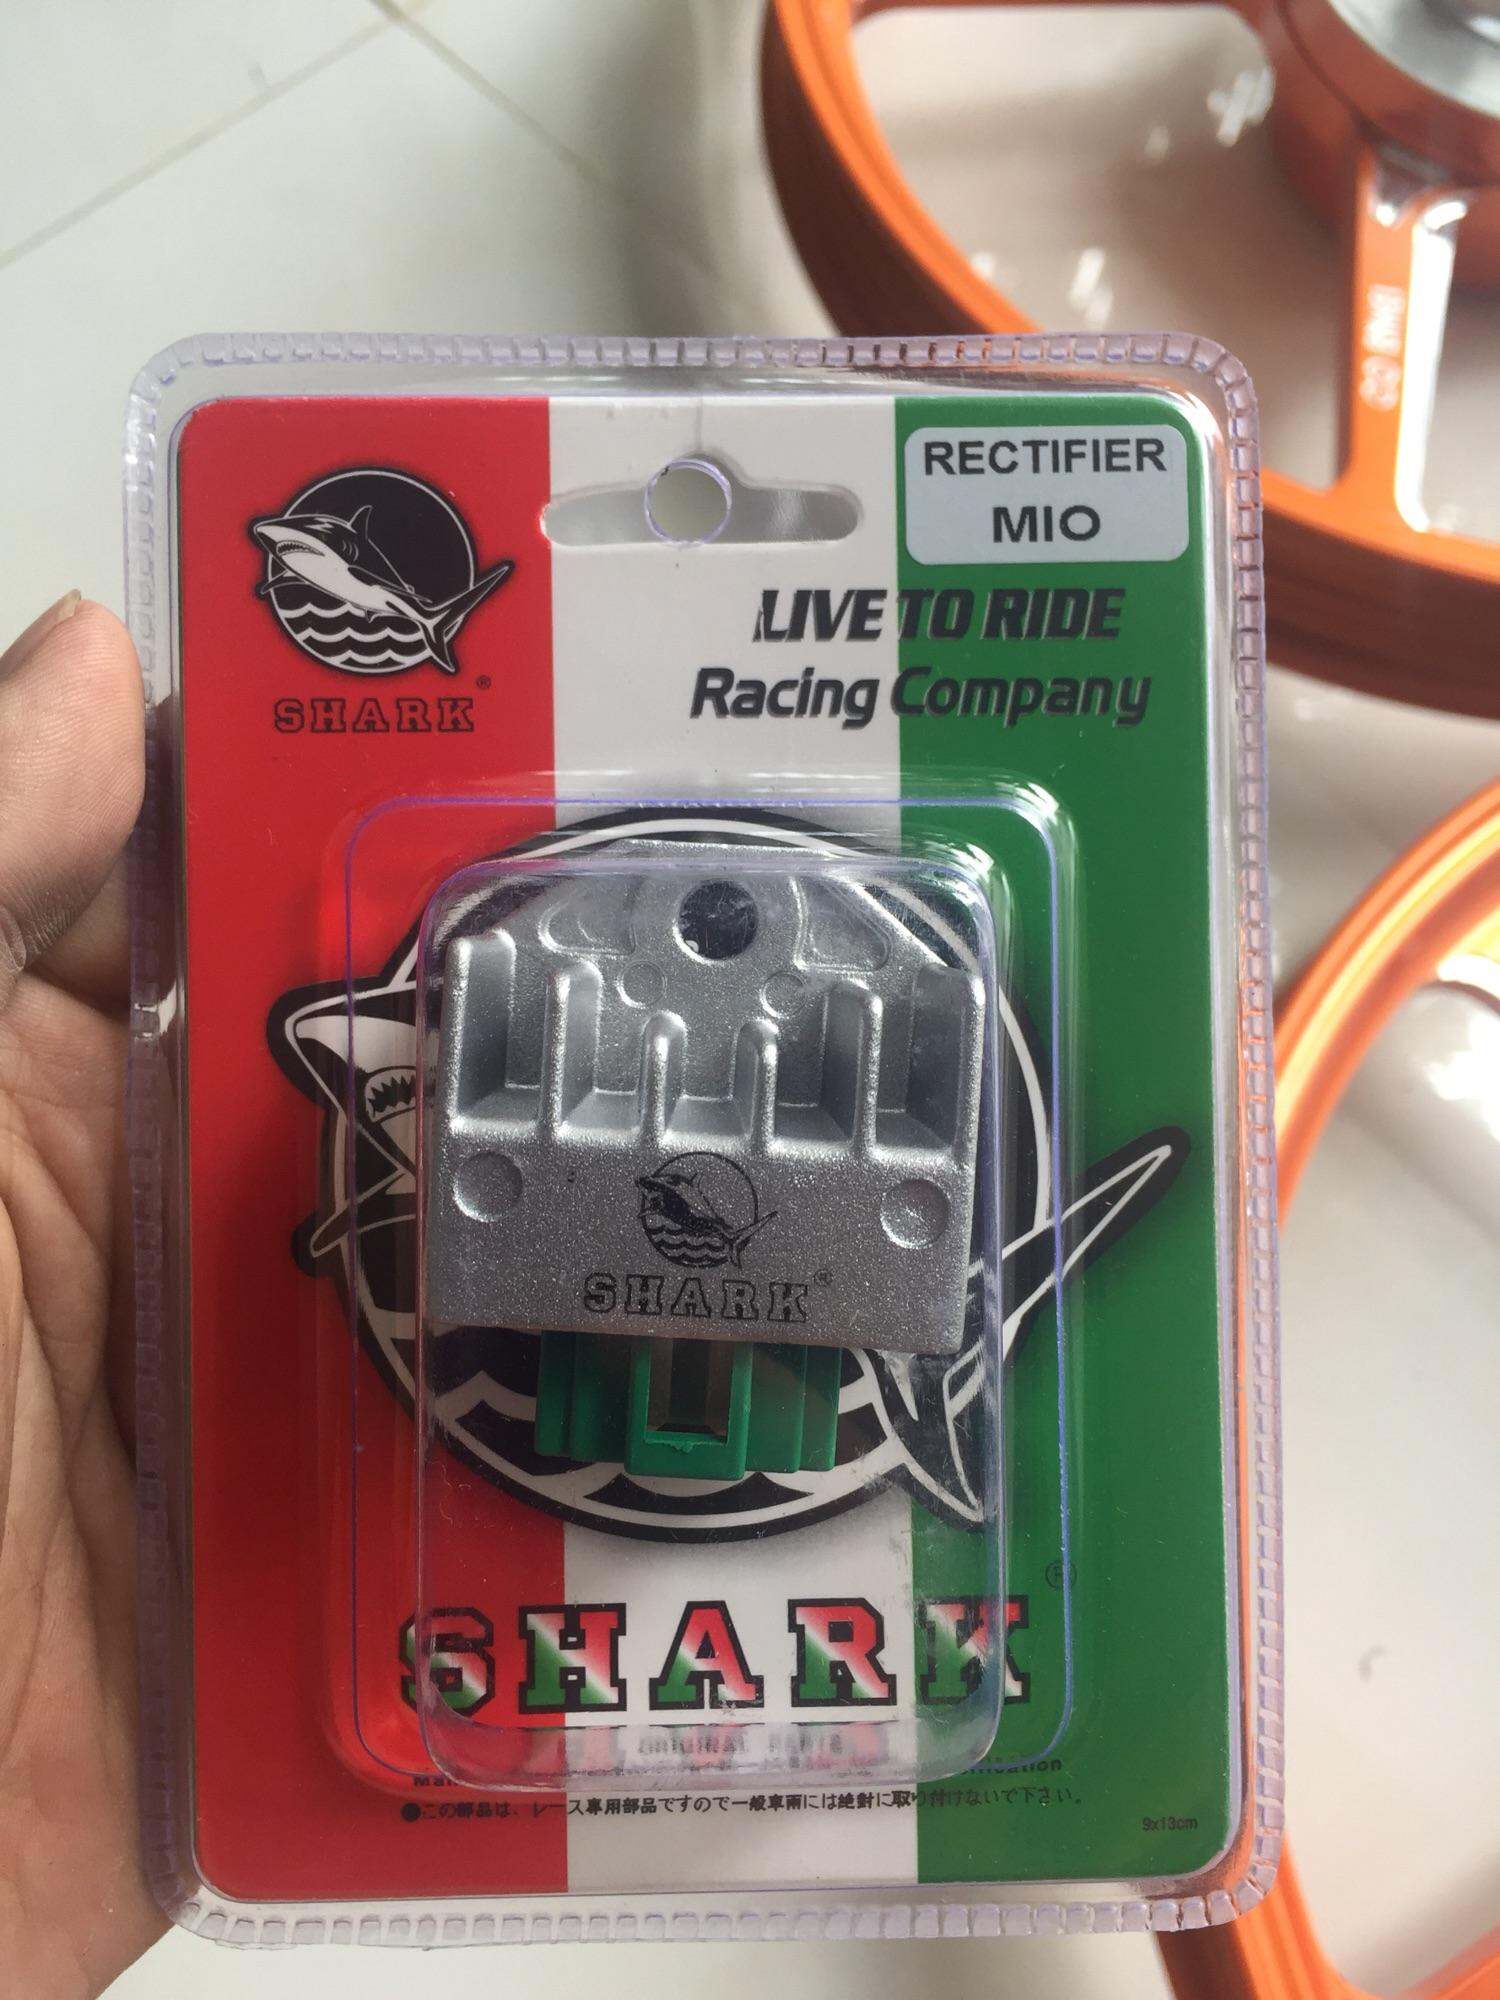 RECTIFIER
MIO
LIVE TO RIDE
Racing Company
SHARK®
SHARK®
SHARK®
ORIGINAL PARTS
●この部品は、レース専用部品ですので一般車両には絶対に取り付けないで下さい。
9x13cm